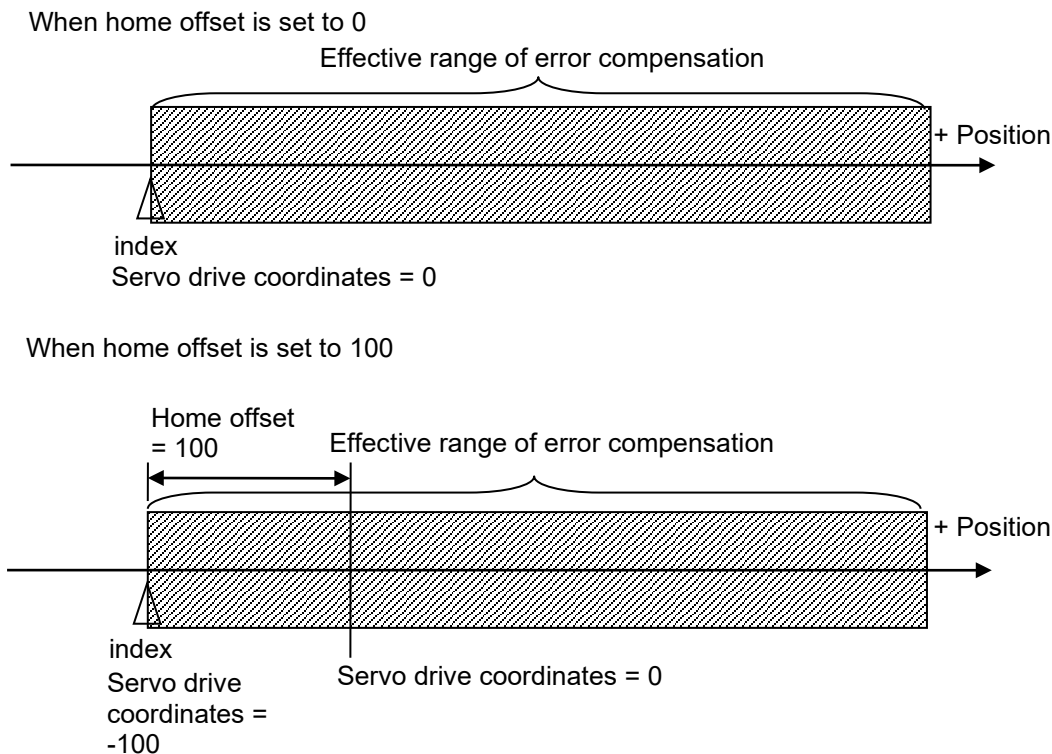 When home offset is set to 0
Effective range of error compensation
+ Position
index
Servo drive coordinates = 0
When home offset is set to 100
Home offset
= 100
Effective range of error compensation
+ Position
index
Servo drive
coordinates =
-100
Servo drive coordinates = 0